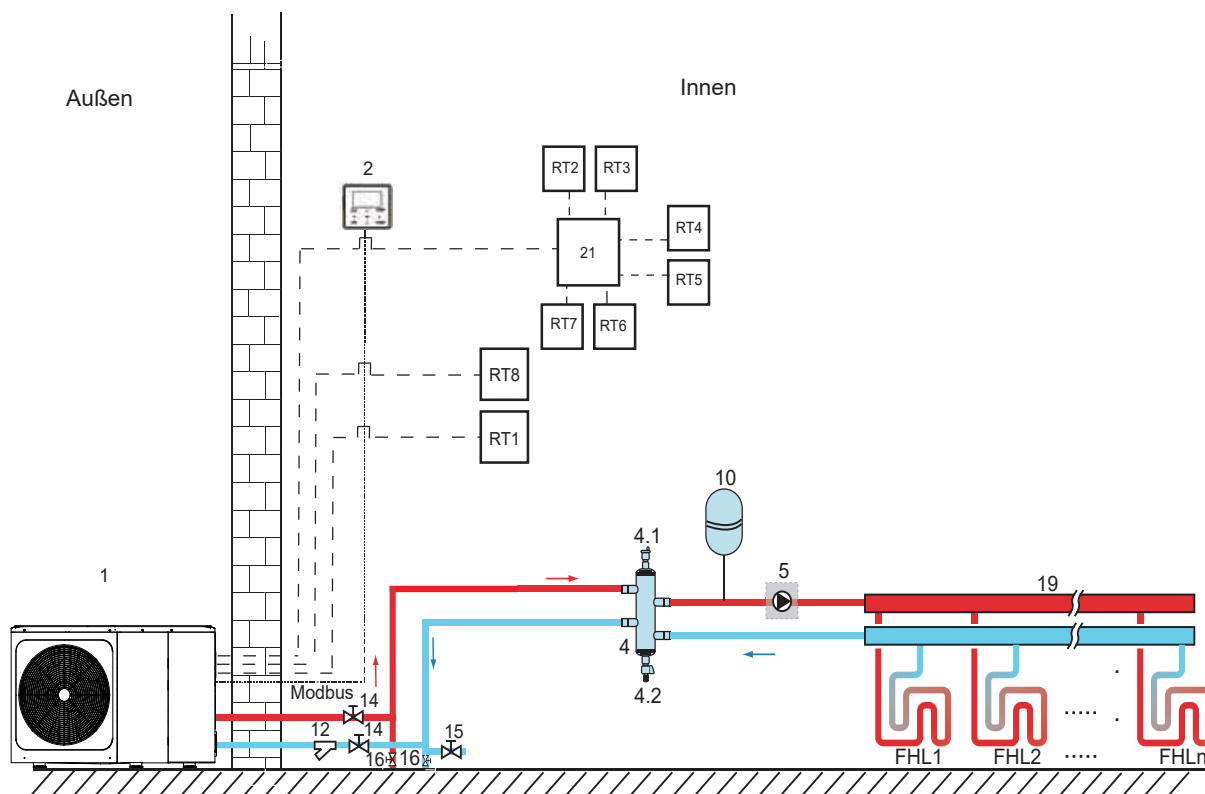 Außen
Innen
2
RT2
RT3
RT4
21
RT5
RT7
RT6
RT8
RT1
10
4.1
5
19
1
4
4.2
Modbus
14
12
14
15
16
16
FHL1
FHL2
.....
FHLn